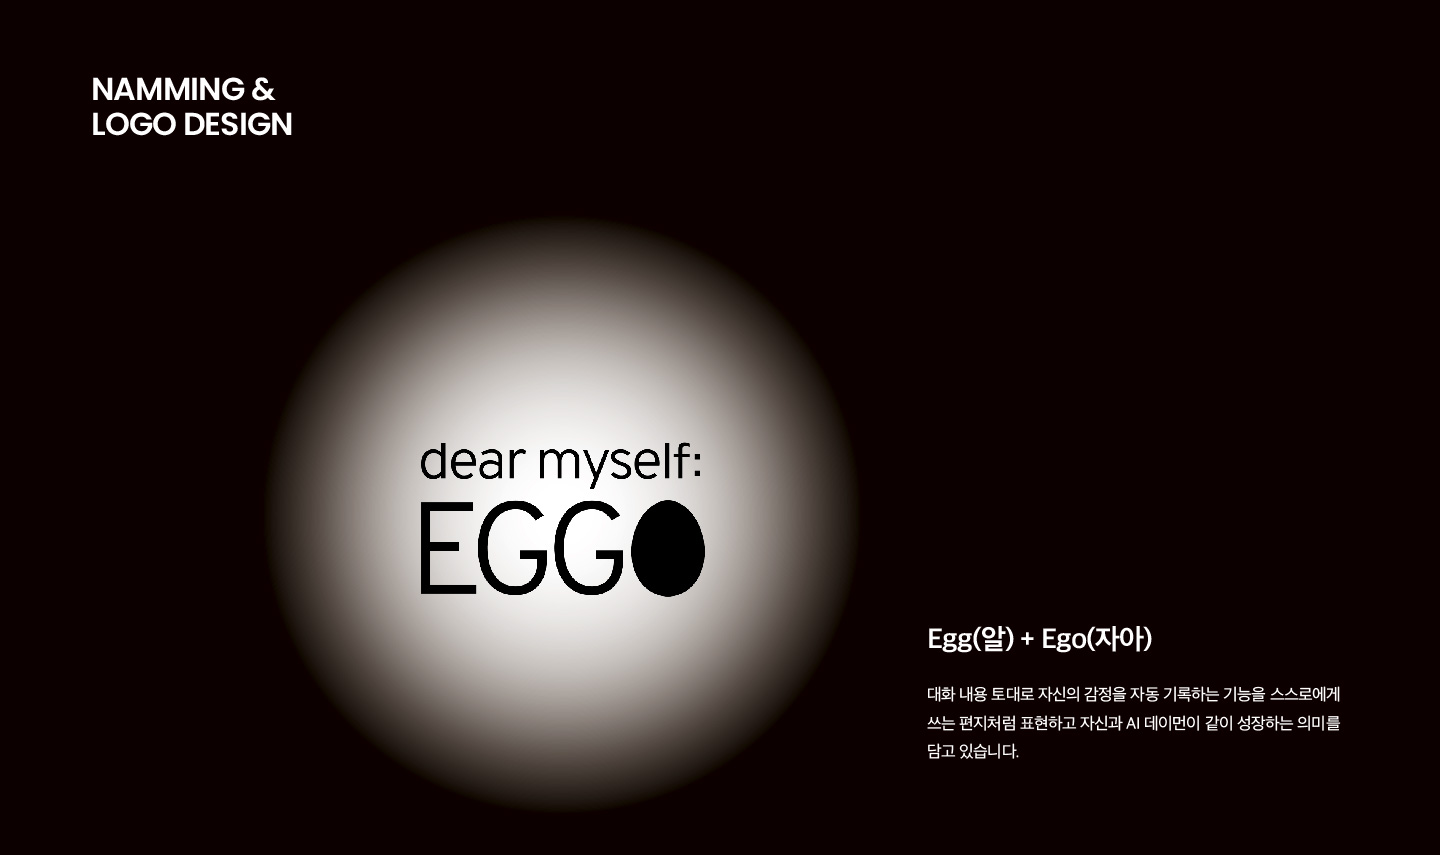 NAMMING &
LOGO DESIGN
dear myself:
EGGO
Egg(알) + Ego(자아)
대화 내용 토대로 자신의 감정을 자동 기록하는 기능을 스스로에게
쓰는 편지처럼 표현하고 자신과 AI 데이먼이 같이 성장하는 의미를
담고 있습니다.